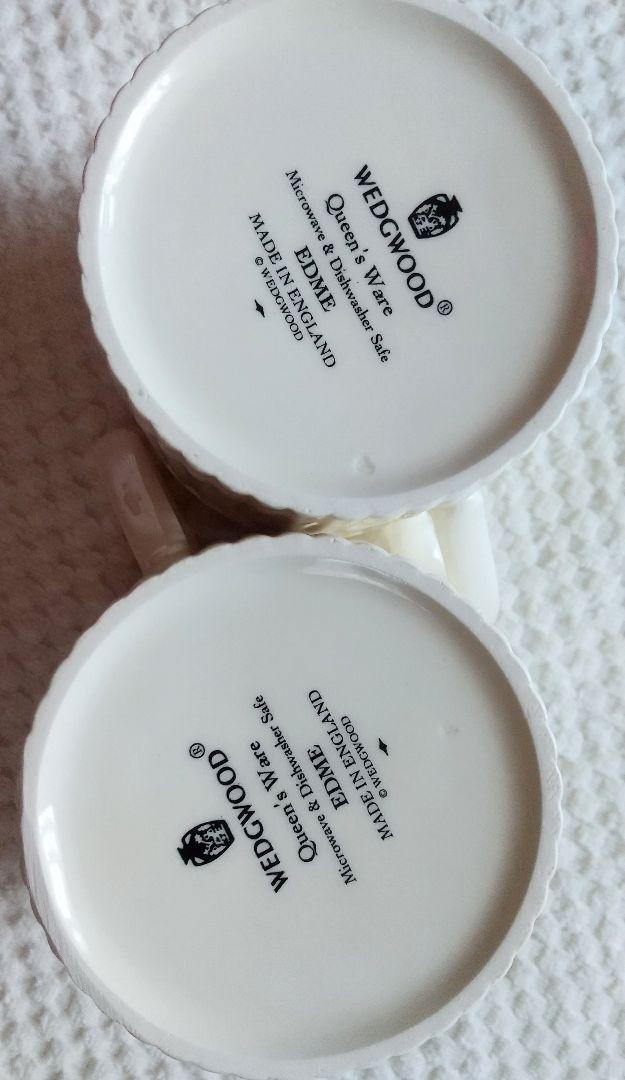 WEDGWOOD®
Queen's Ware
Microwave & Dishwasher Safe
EDME
MADE IN ENGLAND
© WEDGWOOD
WEDGWOOD®
Queen's Ware
Microwave & Dishwasher Safe
EDME
MADE IN ENGLAND
© WEDGWOOD